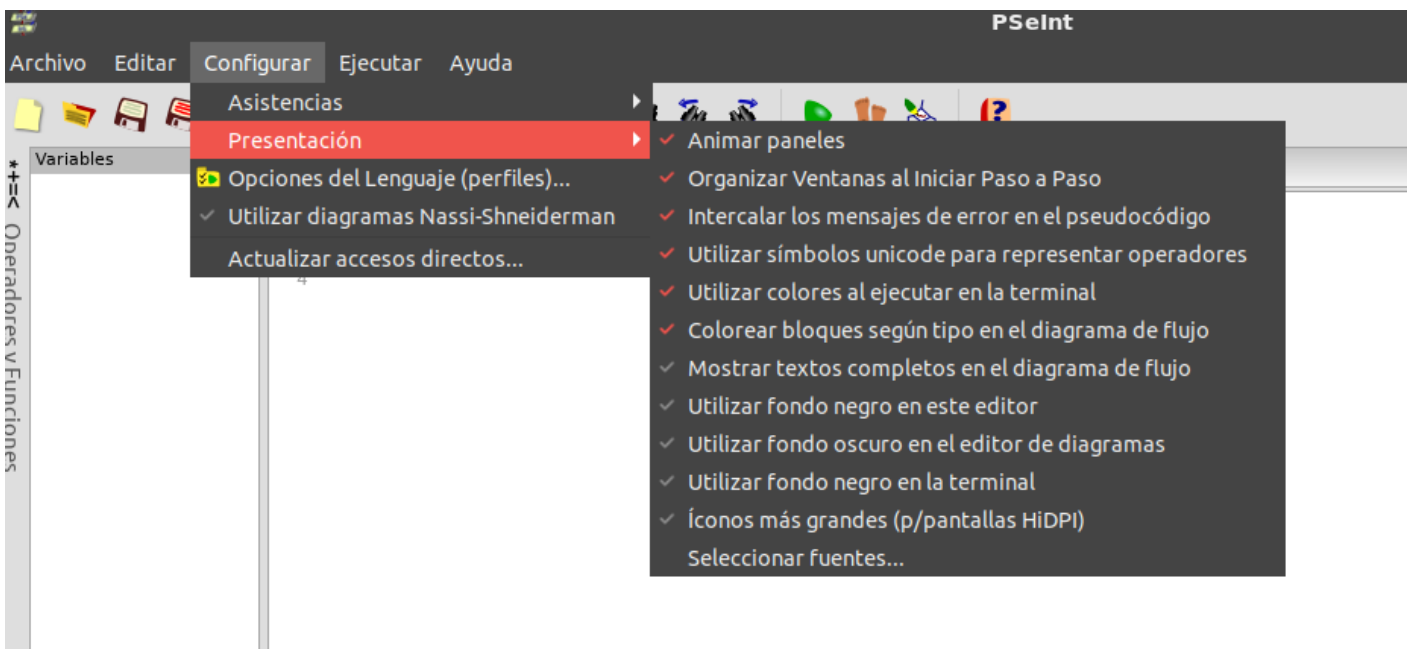 PSeInt
Archivo Editar Configurar Ejecutar Ayuda
Asistencias
Presentación
Opciones del Lenguaje (perfiles)...
Utilizar diagramas Nassi-Shneiderman
Actualizar accesos directos...
Animar paneles
Organizar Ventanas al Iniciar Paso a Paso
Intercalar los mensajes de error en el pseudocódigo
Utilizar símbolos unicode para representar operadores
Utilizar colores al ejecutar en la terminal
Colorear bloques según tipo en el diagrama de flujo
Mostrar textos completos en el diagrama de flujo
Utilizar fondo negro en este editor
Utilizar fondo oscuro en el editor de diagramas
Utilizar fondo negro en la terminal
Íconos más grandes (p/pantallas HiDPI)
Seleccionar fuentes...
Variables
*+=< Operadores y Funciones
4